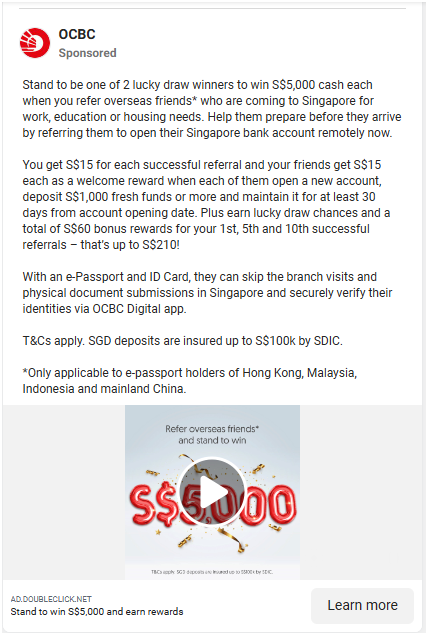 OCBC
Sponsored
Stand to be one of 2 lucky draw winners to win S$5,000 cash each
when you refer overseas friends* who are coming to Singapore for
work, education or housing needs. Help them prepare before they arrive
by referring them to open their Singapore bank account remotely now.
You get S$15 for each successful referral and your friends get S$15
each as a welcome reward when each of them open a new account,
deposit S$1,000 fresh funds or more and maintain it for at least 30
days from account opening date. Plus earn lucky draw chances and a
total of S$60 bonus rewards for your 1st, 5th and 10th successful
referrals – that's up to S$210!
With an e-Passport and ID Card, they can skip the branch visits and
physical document submissions in Singapore and securely verify their
identities via OCBC Digital app.
T&Cs apply. SGD deposits are insured up to S$100k by SDIC.
*Only applicable to e-passport holders of Hong Kong, Malaysia,
Indonesia and mainland China.
Refer overseas friends*
and stand to win
S$5,000
T&Cs apply. SGD deposits are insured up to S$100k by SDIC.
AD.DOUBLECLICK.NET
Stand to win S$5,000 and earn rewards
Learn more